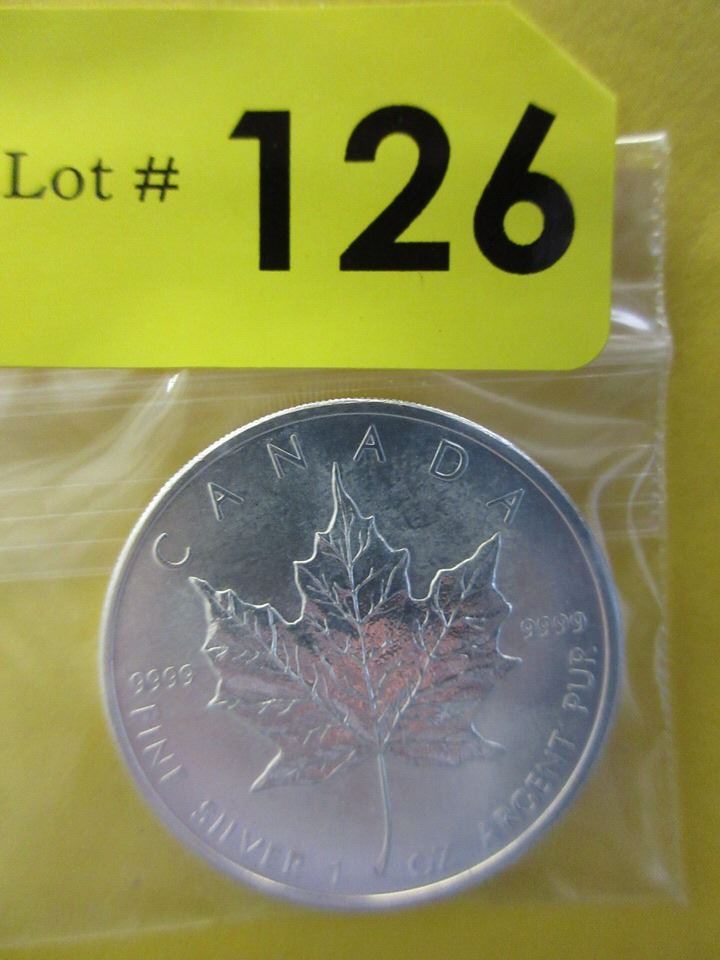 Lot # 126
CANADA
9999
9999
FINE SILVER 1 OZ ARGENT PUR